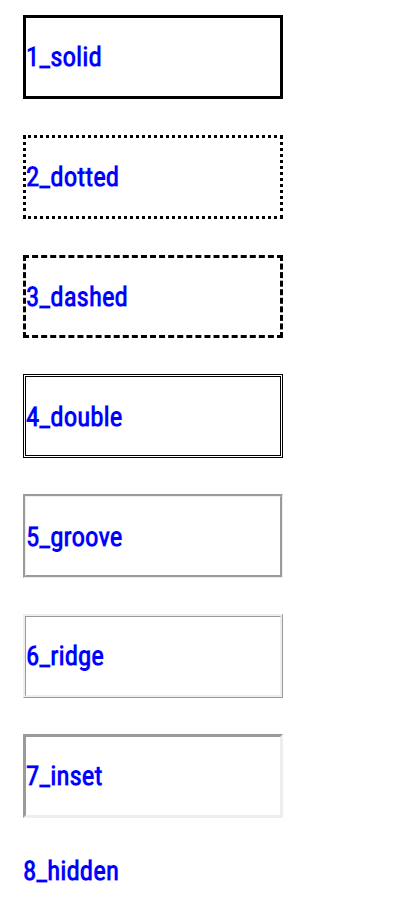 1_solid
2_dotted
3_dashed
4_double
5_groove
6_ridge
7_inset
8_hidden